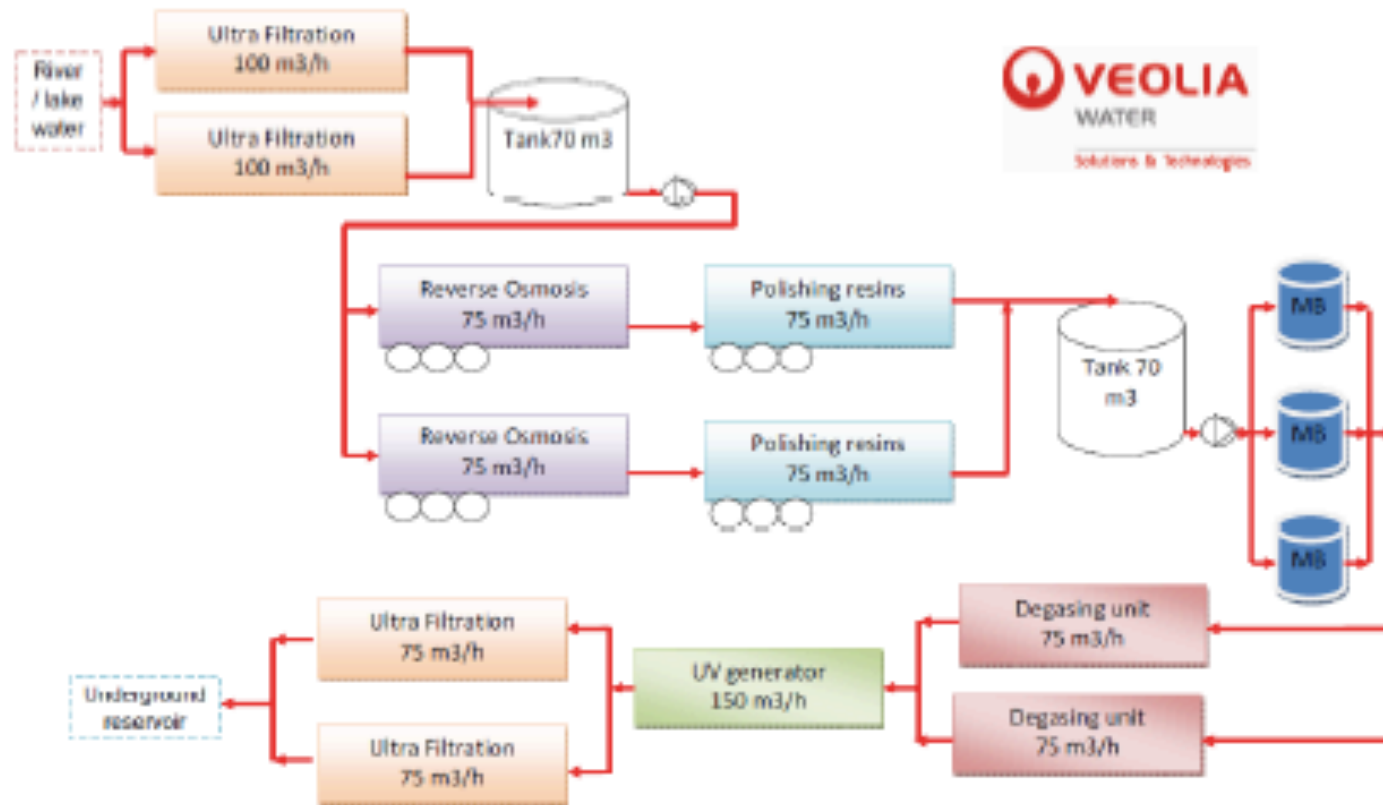 River
/ lake
water
Ultra Filtration
100 m3/h
Ultra Filtration
100 m3/h
Tank70 m3
VEOLIA
WATER
Solutions & Technologies
Reverse Osmosis
75 m3/h
Polishing resins
75 m3/h
Reverse Osmosis
75 m3/h
Polishing resins
75 m3/h
Tank 70
m3
MB
MB
MB
Degasing unit
75 m3/h
Degasing unit
75 m3/h
UV generator
150 m3/h
Ultra Filtration
75 m3/h
Ultra Filtration
75 m3/h
Underground
reservoir